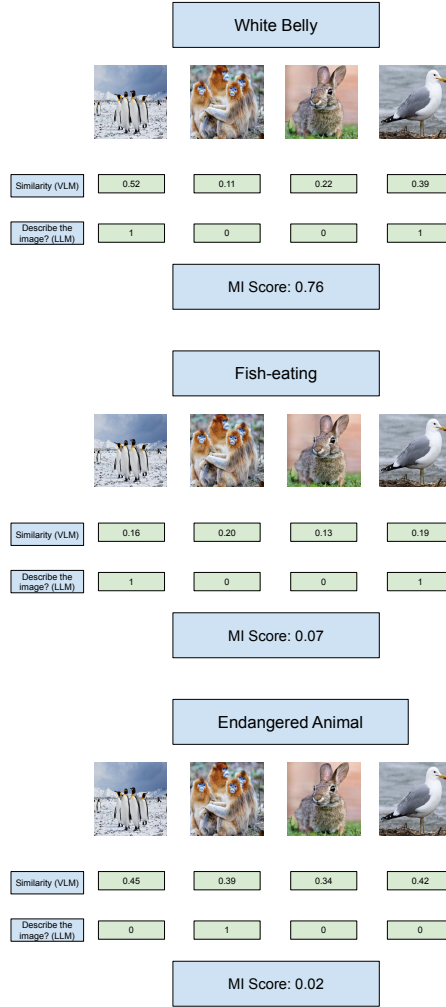 White Belly
Similarity (VLM)
0.52
0.11
0.22
0.39
Describe the
image? (LLM)
1
0
0
1
MI Score: 0.76
Fish-eating
Similarity (VLM)
0.16
0.20
0.13
0.19
Describe the
image? (LLM)
1
0
0
1
MI Score: 0.07
Endangered Animal
Similarity (VLM)
0.45
0.39
0.34
0.42
Describe the
image? (LLM)
0
1
0
0
MI Score: 0.02